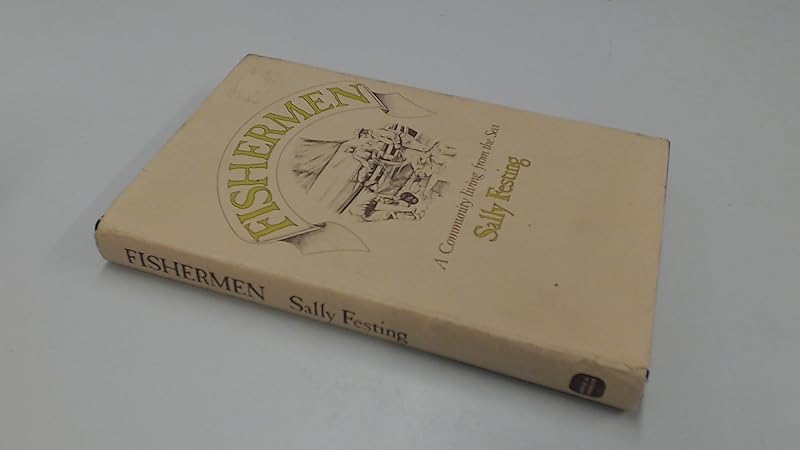 FISHERMEN
A Community living from the Sea
Sally Festing
FISHERMEN Sally Festing